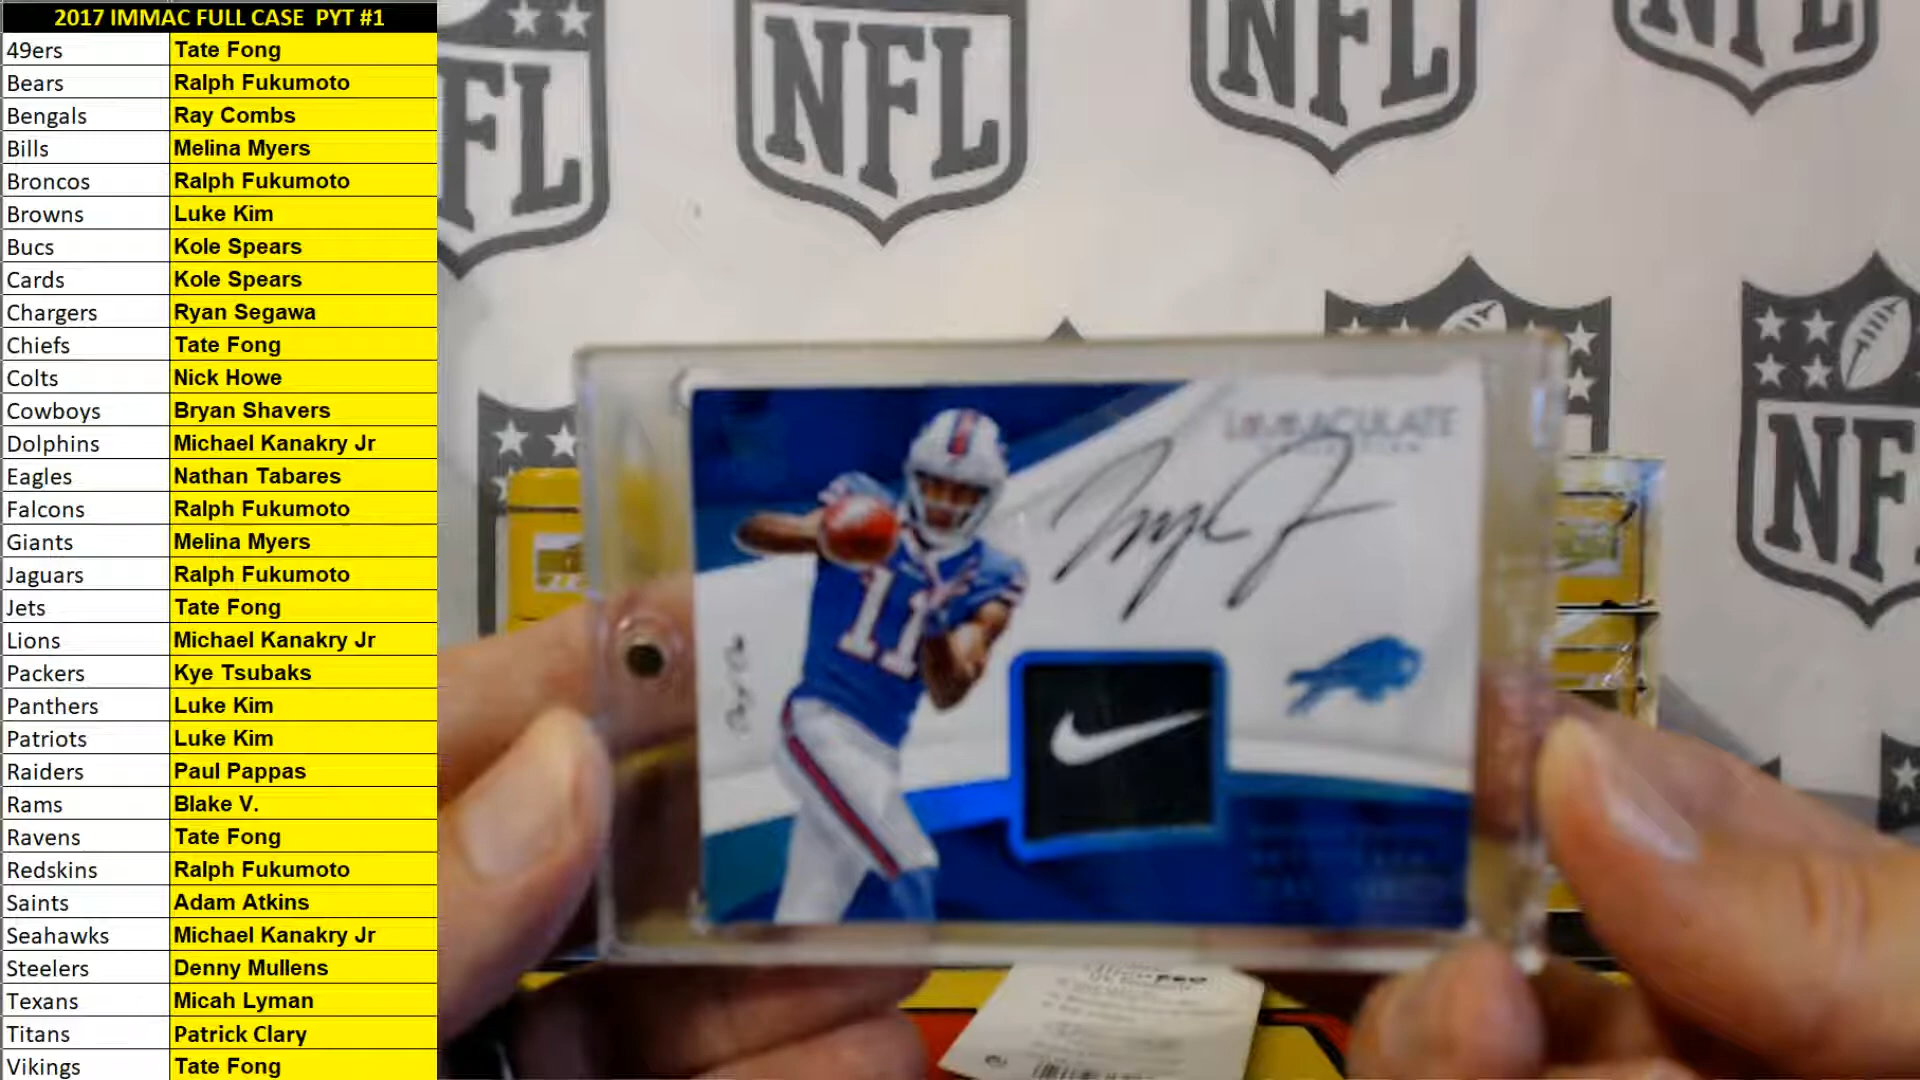 2017 IMMAC FULL CASE PYT #1
49ers Tate Fong
Bears Ralph Fukumoto
Bengals Ray Combs
Bills Melina Myers
Broncos Ralph Fukumoto
Browns Luke Kim
Bucs Kole Spears
Cards Kole Spears
Chargers Ryan Segawa
Chiefs Tate Fong
Colts Nick Howe
Cowboys Bryan Shavers
Dolphins Michael Kanakry Jr
Eagles Nathan Tabares
Falcons Ralph Fukumoto
Giants Melina Myers
Jaguars Ralph Fukumoto
Jets Tate Fong
Lions Michael Kanakry Jr
Packers Kye Tsubaks
Panthers Luke Kim
Patriots Luke Kim
Raiders Paul Pappas
Rams Blake V.
Ravens Tate Fong
Redskins Ralph Fukumoto
Saints Adam Atkins
Seahawks Michael Kanakry Jr
Steelers Denny Mullens
Texans Micah Lyman
Titans Patrick Clary
Vikings Tate Fong
FL
NFL
NFL
NFL
NF
IMMACULATE
11